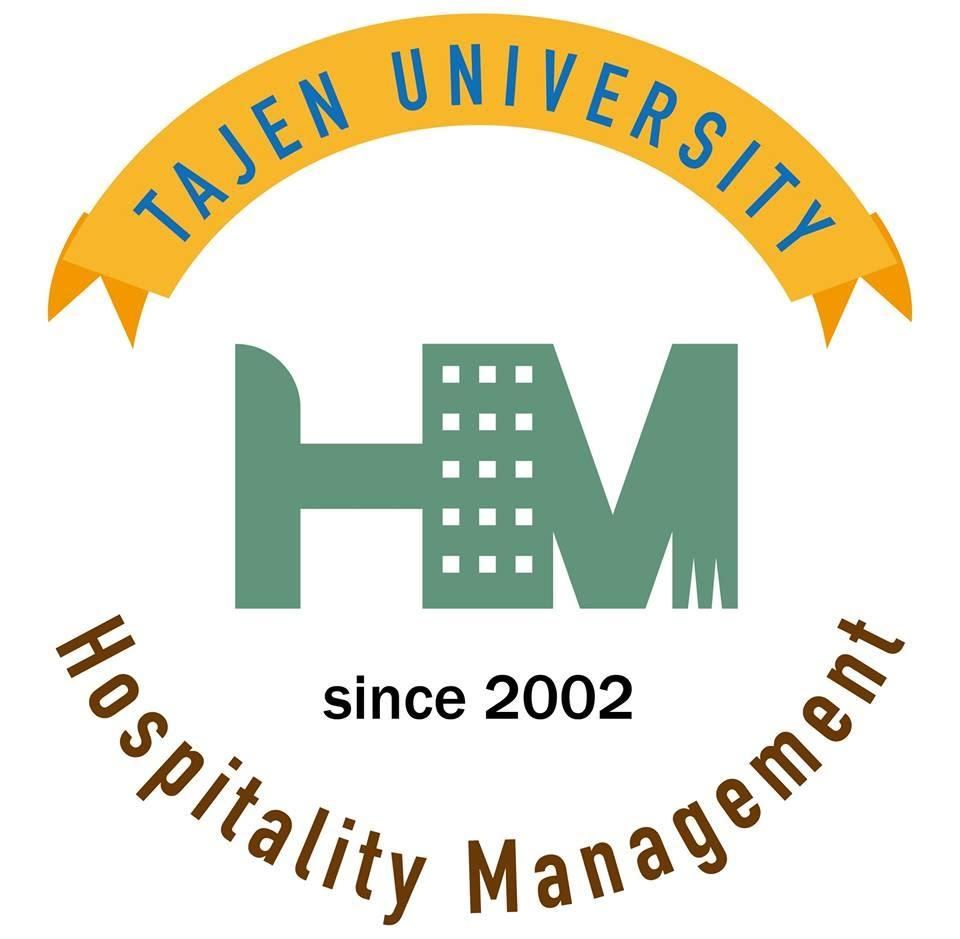 TAJEN UNIVERSITY
HM
since 2002
Hospitality Management